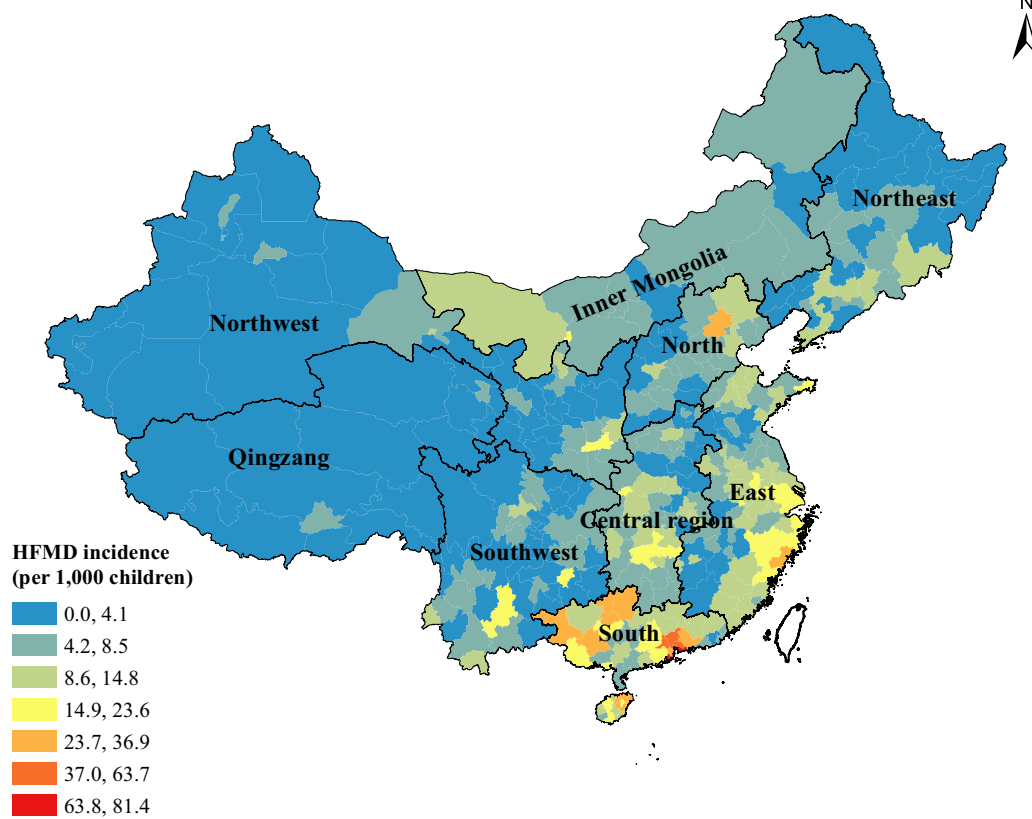 N
Northeast
Inner Mongolia
Northwest
North
Qingzang
East
Central region
Southwest
South
HFMD incidence
(per 1,000 children)
0.0, 4.1
4.2, 8.5
8.6, 14.8
14.9, 23.6
23.7, 36.9
37.0, 63.7
63.8, 81.4